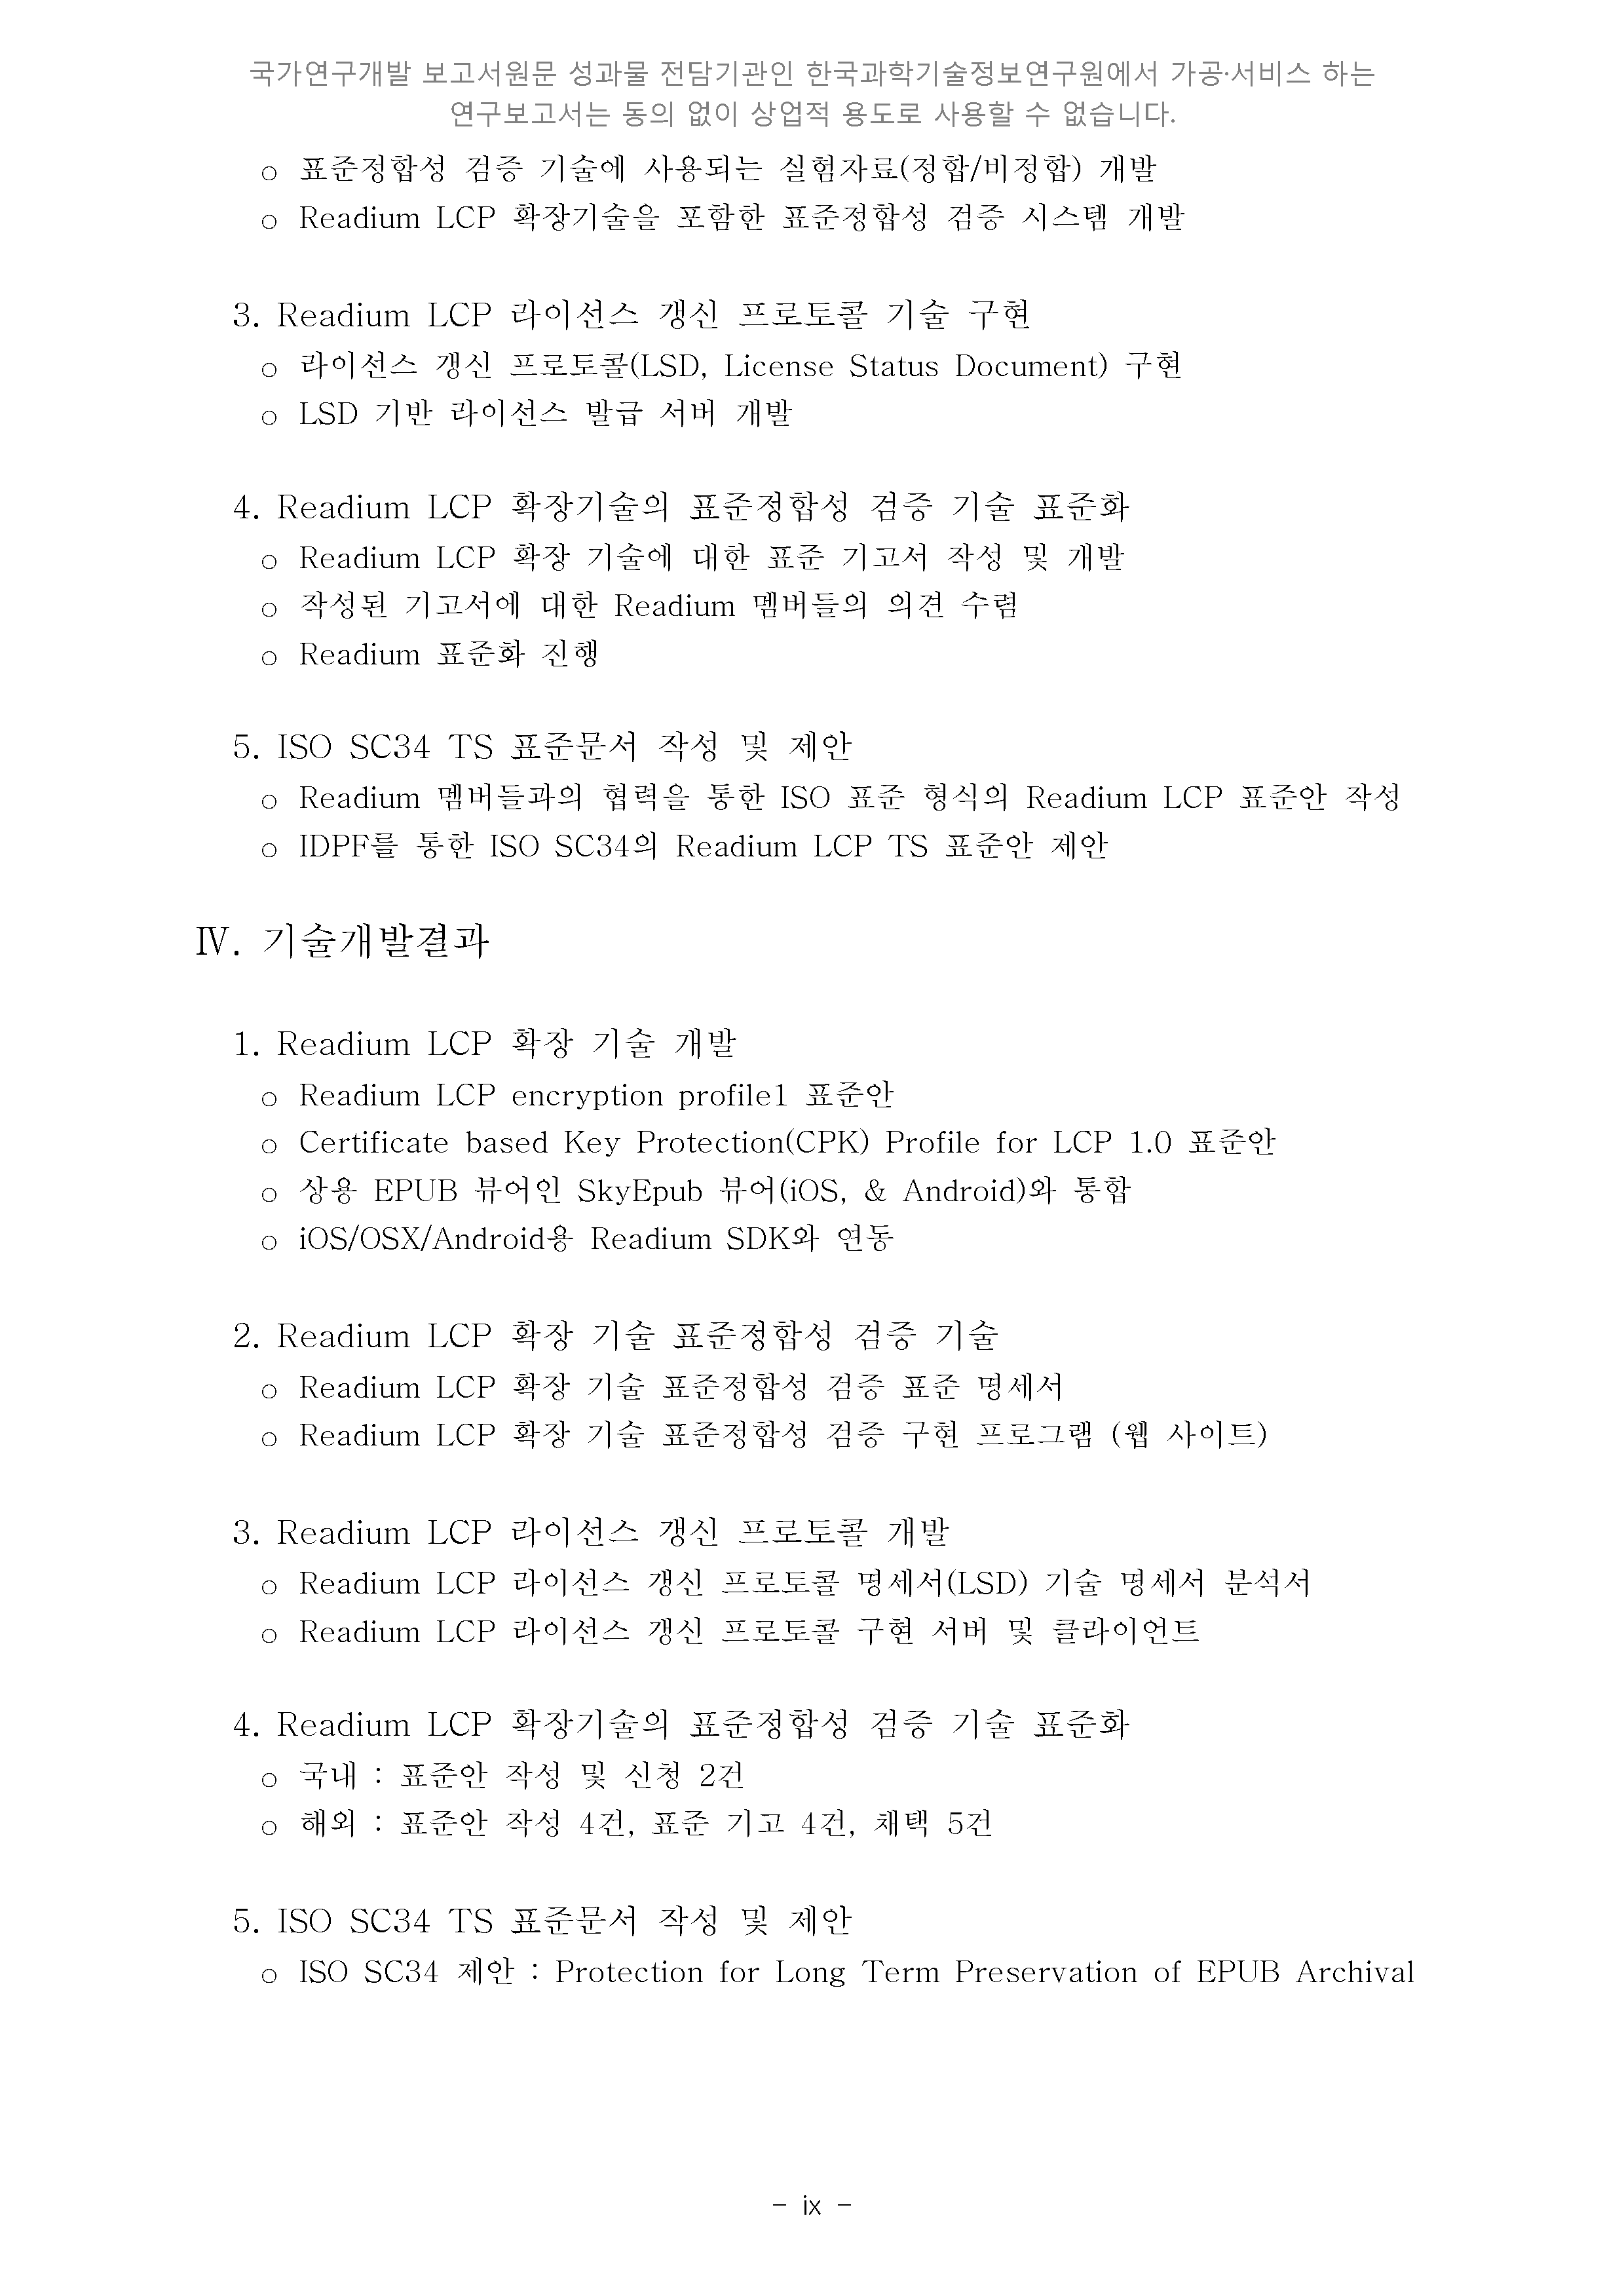 국가연구개발 보고서원문 성과물 전담기관인 한국과학기술정보연구원에서 가공·서비스 하는
연구보고서는 동의 없이 상업적 용도로 사용할 수 없습니다.
○ 표준정합성 검증 기술에 사용되는 실험자료(정합/비정합) 개발
○ Readium LCP 확장기술을 포함한 표준정합성 검증 시스템 개발
3. Readium LCP 라이선스 갱신 프로토콜 기술 구현
○ 라이선스 갱신 프로토콜(LSD, License Status Document) 구현
○ LSD 기반 라이선스 발급 서버 개발
4. Readium LCP 확장기술의 표준정합성 검증 기술 표준화
○ Readium LCP 확장 기술에 대한 표준 기고서 작성 및 개발
○ 작성된 기고서에 대한 Readium 멤버들의 의견 수렴
○ Readium 표준화 진행
5. ISO SC34 TS 표준문서 작성 및 제안
○ Readium 멤버들과의 협력을 통한 ISO 표준 형식의 Readium LCP 표준안 작성
○ IDPF를 통한 ISO SC34의 Readium LCP TS 표준안 제안
Ⅳ. 기술개발결과
1. Readium LCP 확장 기술 개발
○ Readium LCP encryption profile1 표준안
○ Certificate based Key Protection(CPK) Profile for LCP 1.0 표준안
○ 상용 EPUB 뷰어인 SkyEpub 뷰어(iOS, & Android)와 통합
○ iOS/OSX/Android용 Readium SDK와 연동
2. Readium LCP 확장 기술 표준정합성 검증 기술
○ Readium LCP 확장 기술 표준정합성 검증 표준 명세서
○ Readium LCP 확장 기술 표준정합성 검증 구현 프로그램 (웹 사이트)
3. Readium LCP 라이선스 갱신 프로토콜 개발
○ Readium LCP 라이선스 갱신 프로토콜 명세서(LSD) 기술 명세서 분석서
○ Readium LCP 라이선스 갱신 프로토콜 구현 서버 및 클라이언트
4. Readium LCP 확장기술의 표준정합성 검증 기술 표준화
○ 국내 : 표준안 작성 및 신청 2건
○ 해외 : 표준안 작성 4건, 표준 기고 4건, 채택 5건
5. ISO SC34 TS 표준문서 작성 및 제안
○ ISO SC34 제안 : Protection for Long Term Preservation of EPUB Archival
- ix -